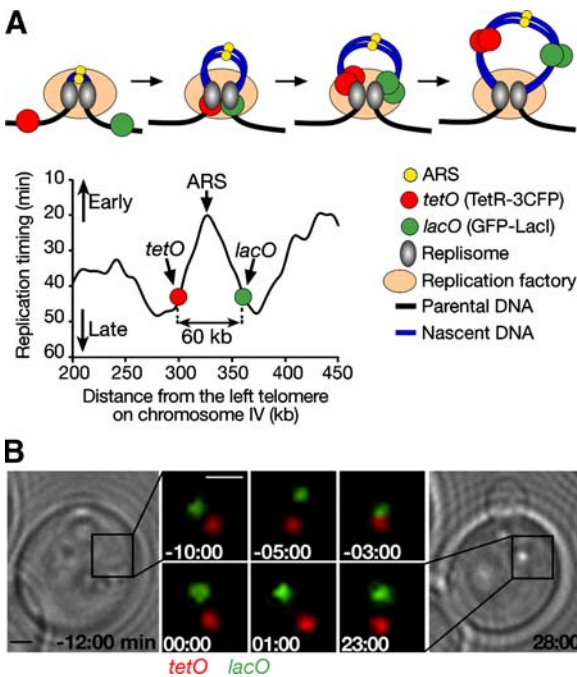 A
ARS
tetO (TetR-3CFP)
lacO (GFP-LacI)
Replisome
Replication factory
Parental DNA
Nascent DNA
Replication timing (min)
10
20
30
40
50
60
Early
Late
ARS
tetO
lacO
60 kb
200
250
300
350
400
450
Distance from the left telomere
on chromosome IV (kb)
B
-12:00 min
-10:00
-05:00
-03:00
00:00
01:00
23:00
28:00
tetO lacO